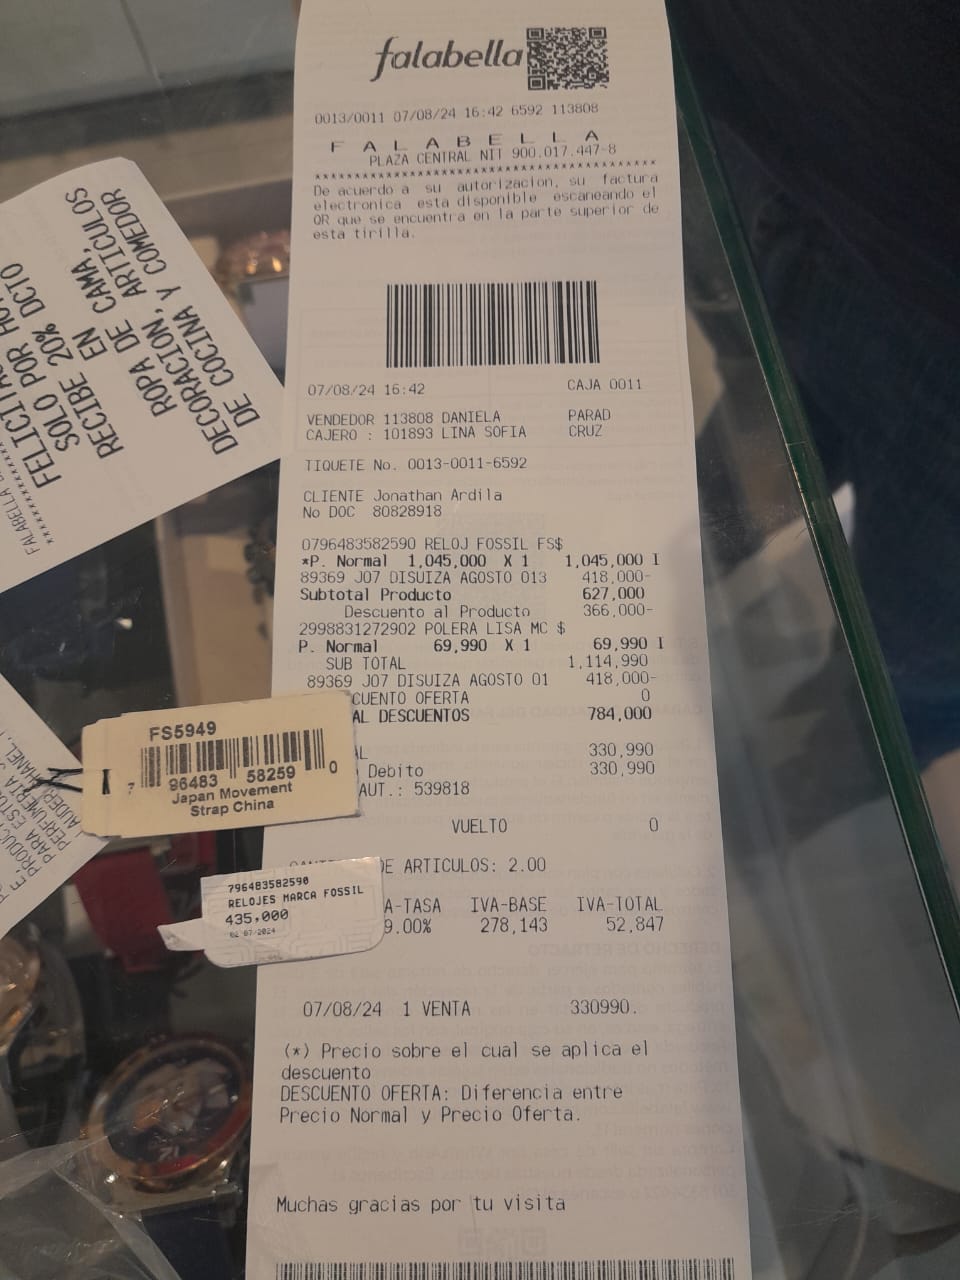 falabella
0013/0011 07/08/24 16:42 6592 113808
F A L A B E L L A
PLAZA CENTRAL NIT 900.017.447-8
De acuerdo a su autorizacion, su factura
electronica esta disponible escaneando el
QR que se encuentra en la parte superior de
esta tirilla.
07/08/24 16:42 CAJA 0011
VENDEDOR 113808 DANIELA PARAD
CAJERO : 101893 LINA SOFIA CRUZ
TIQUETE No. 0013-0011-6592
CLIENTE Jonathan Ardila
No DOC 80828918
0796483582590 RELOJ FOSSIL FS$
*P. Normal 1,045,000 X 1 1,045,000 I
89369 J07 DISUIZA AGOSTO 013 418,000-
Subtotal Producto 627,000
Descuento al Producto 366,000-
2998831272902 POLERA LISA MC $
P. Normal 69,990 X 1 69,990 I
SUB TOTAL 1,114,990
89369 J07 DISUIZA AGOSTO 01 418,000-
CUENTO OFERTA 0
AL DESCUENTOS 784,000
AL 330,990
Debito 330,990
AUT.: 539818
VUELTO 0
DE ARTICULOS: 2.00
A-TASA IVA-BASE IVA-TOTAL
9.00% 278,143 52,847
07/08/24 1 VENTA 330990.
(*) Precio sobre el cual se aplica el
descuento
DESCUENTO OFERTA: Diferencia entre
Precio Normal y Precio Oferta.
Muchas gracias por tu visita
FS5949
7 96483 58259 0
Japan Movement
Strap China
796483582590
RELOJES MARCA FOSSIL
435,000
02/07/2024
FALABELLA
SOLO POR
RECIBE 20% DCTO
EN CAMA,
ROPA DE
DECORACION, ARTICULOS
DE COCINA Y COMEDOR